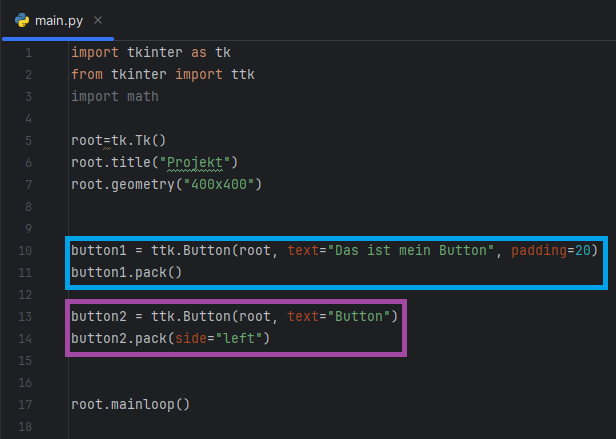 main.py ×
1 import tkinter as tk
2 from tkinter import ttk
3 import math
4
5 root=tk.Tk()
6 root.title("Projekt")
7 root.geometry("400x400")
8
9
10 button1 = ttk.Button(root, text="Das ist mein Button", padding=20)
11 button1.pack()
12
13 button2 = ttk.Button(root, text="Button")
14 button2.pack(side="left")
15
16
17 root.mainloop()
18